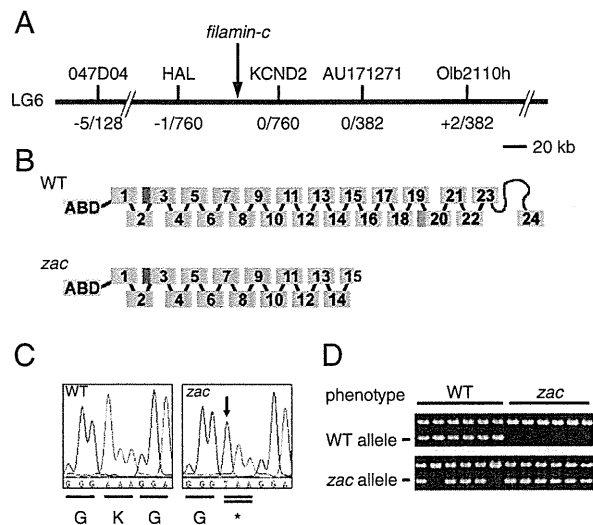 A
filamin-c
047D04 HAL KCND2 AU171271 Olb2110h
LG6
-5/128 -1/760 0/760 0/382 +2/382
20 kb
B
WT
1 3 5 7 9 11 13 15 17 19 21 23
ABD
2 4 6 8 10 12 14 16 18 20 22 24
zac
1 3 5 7 9 11 13 15
ABD
2 4 6 8 10 12 14
C
WT zac
G G G A A A G G A G G G T A A G G A
G K G G *
D
phenotype WT zac
WT allele
zac allele